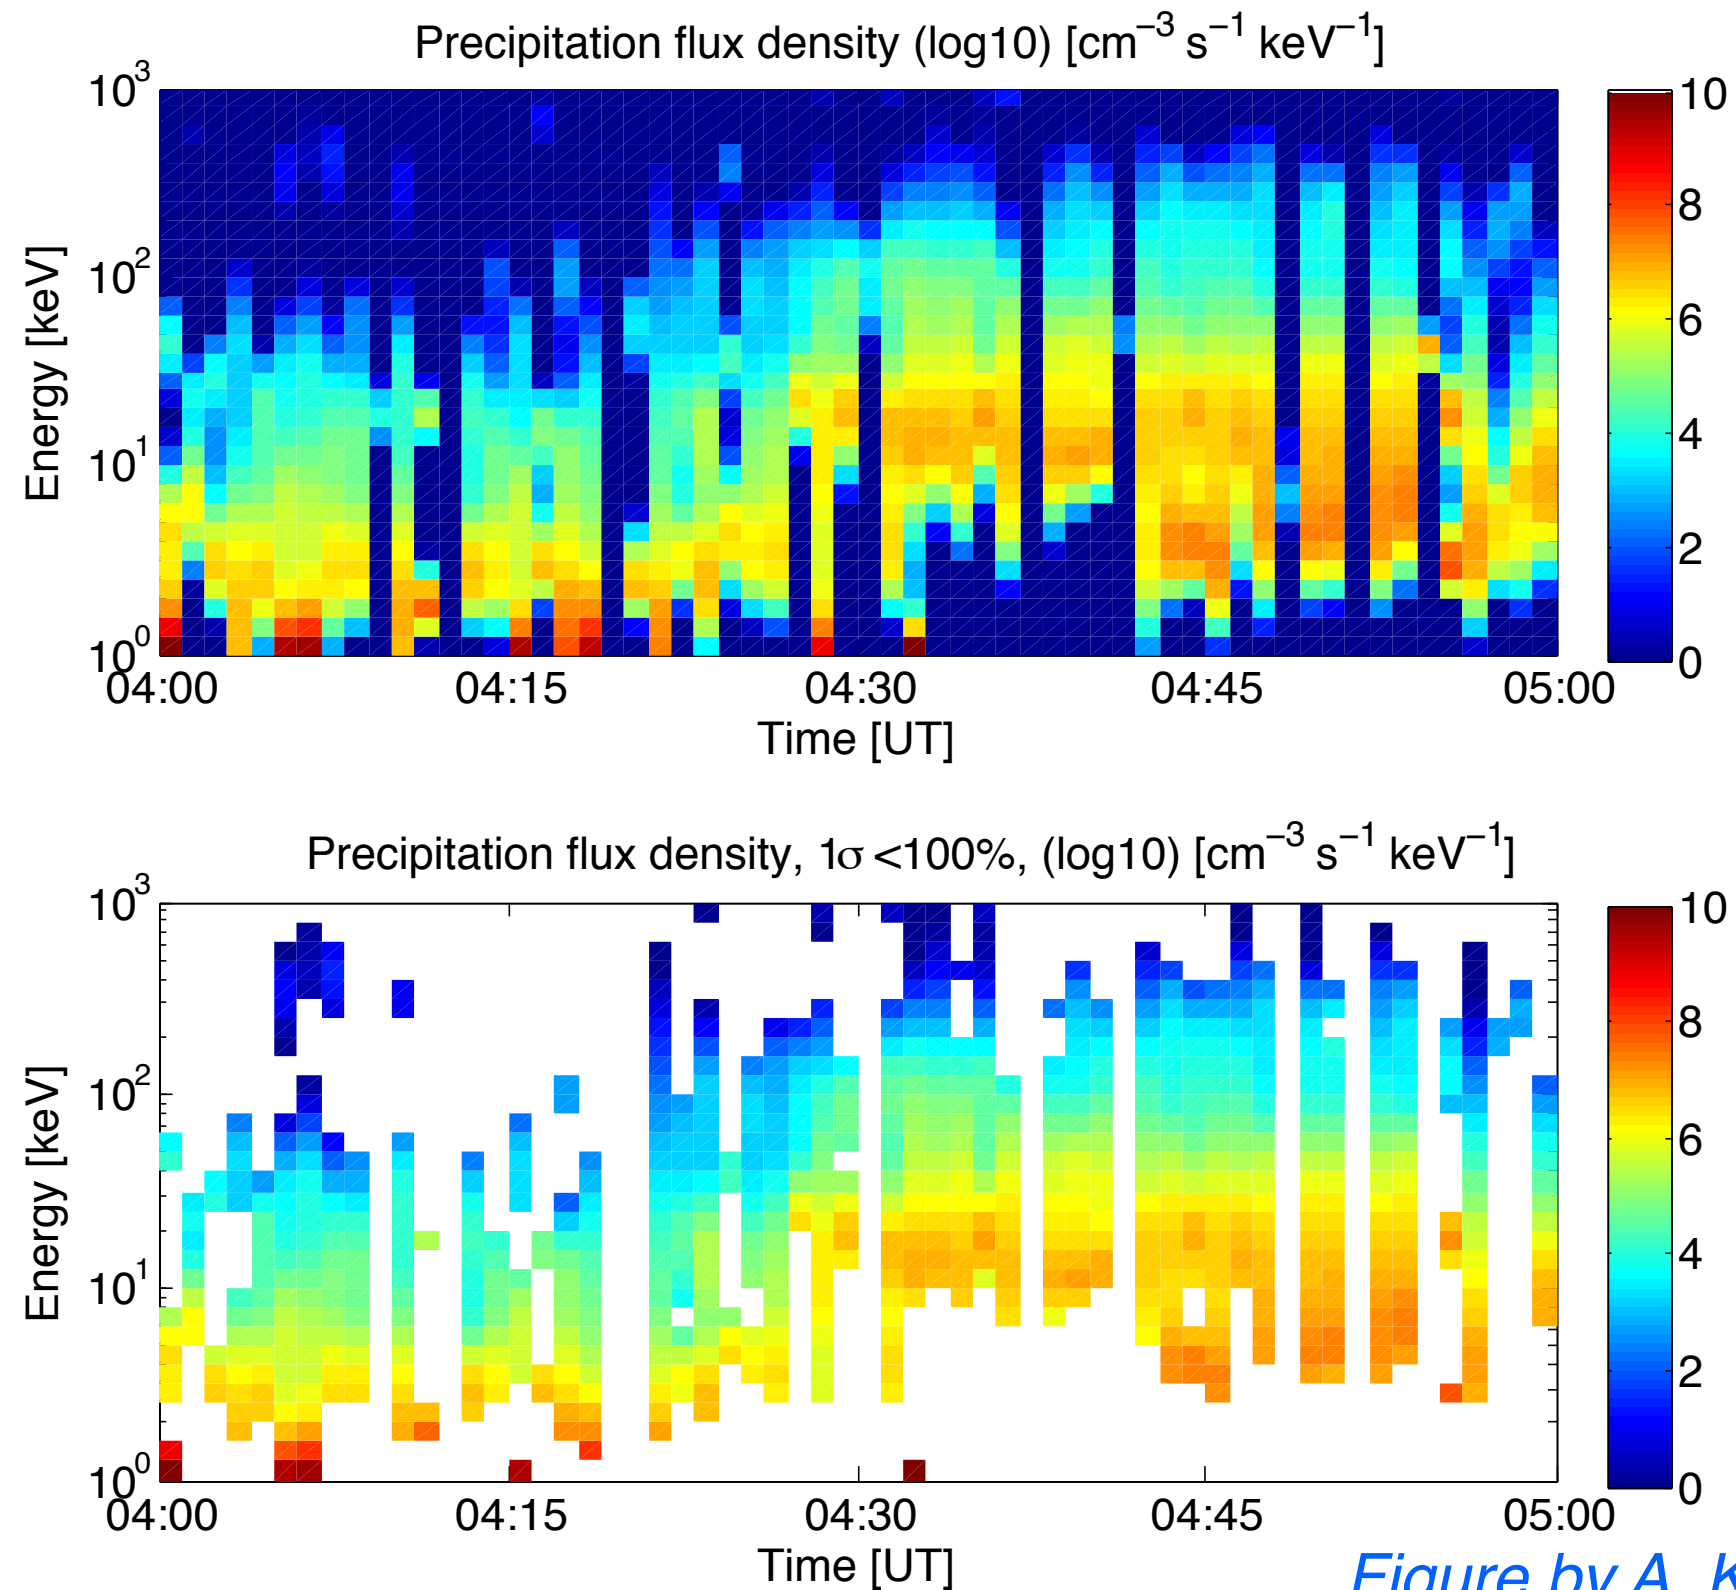 Precipitation flux density (log10) [cm⁻³ s⁻¹ keV⁻¹]
10³
10²
10¹
10⁰
Energy [keV]
04:00 04:15 04:30 04:45 05:00
Time [UT]
10
8
6
4
2
0
Precipitation flux density, 1σ <100%, (log10) [cm⁻³ s⁻¹ keV⁻¹]
10³
10²
10¹
10⁰
Energy [keV]
04:00 04:15 04:30 04:45 05:00
Time [UT]
10
8
6
4
2
0
Figure by A. K